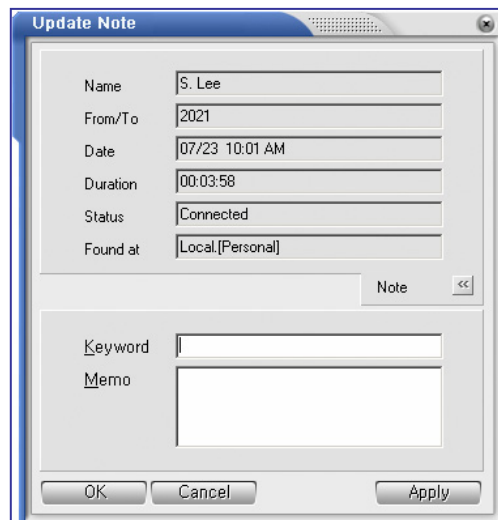 Update Note
Name S. Lee
From/To 2021
Date 07/23 10:01 AM
Duration 00:03:58
Status Connected
Found at Local.[Personal]
Note <<
Keyword
Memo
OK Cancel Apply